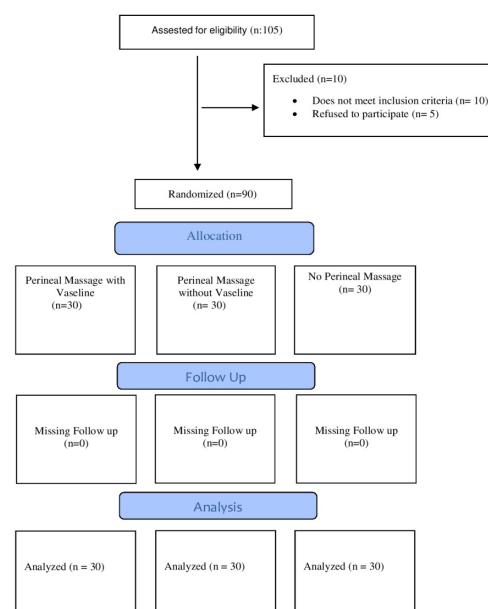 Assested for eligibility (n:105)
Excluded (n=10)
• Does not meet inclusion criteria (n= 10)
• Refused to participate (n= 5)
Randomized (n=90)
Allocation
Perineal Massage with
Vaseline
(n=30)
Perineal Massage
without Vaseline
(n= 30)
No Perineal Massage
(n= 30)
Follow Up
Missing Follow up
(n=0)
Missing Follow up
(n=0)
Missing Follow up
(n=0)
Analysis
Analyzed (n = 30)
Analyzed (n = 30)
Analyzed (n = 30)